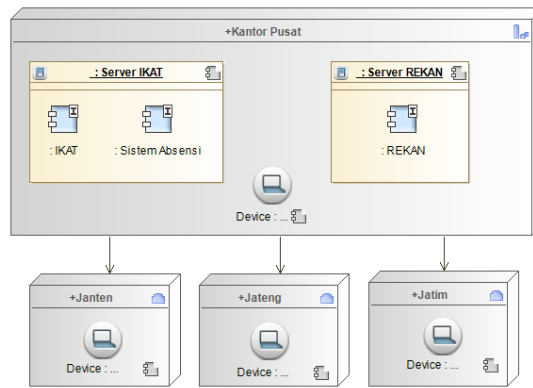 +Kantor Pusat
: Server IKAT
: Server REKAN
: IKAT
: Sistem Absensi
: REKAN
Device : ...
+Janten
+Jateng
+Jatim
Device : ...
Device : ...
Device : ...